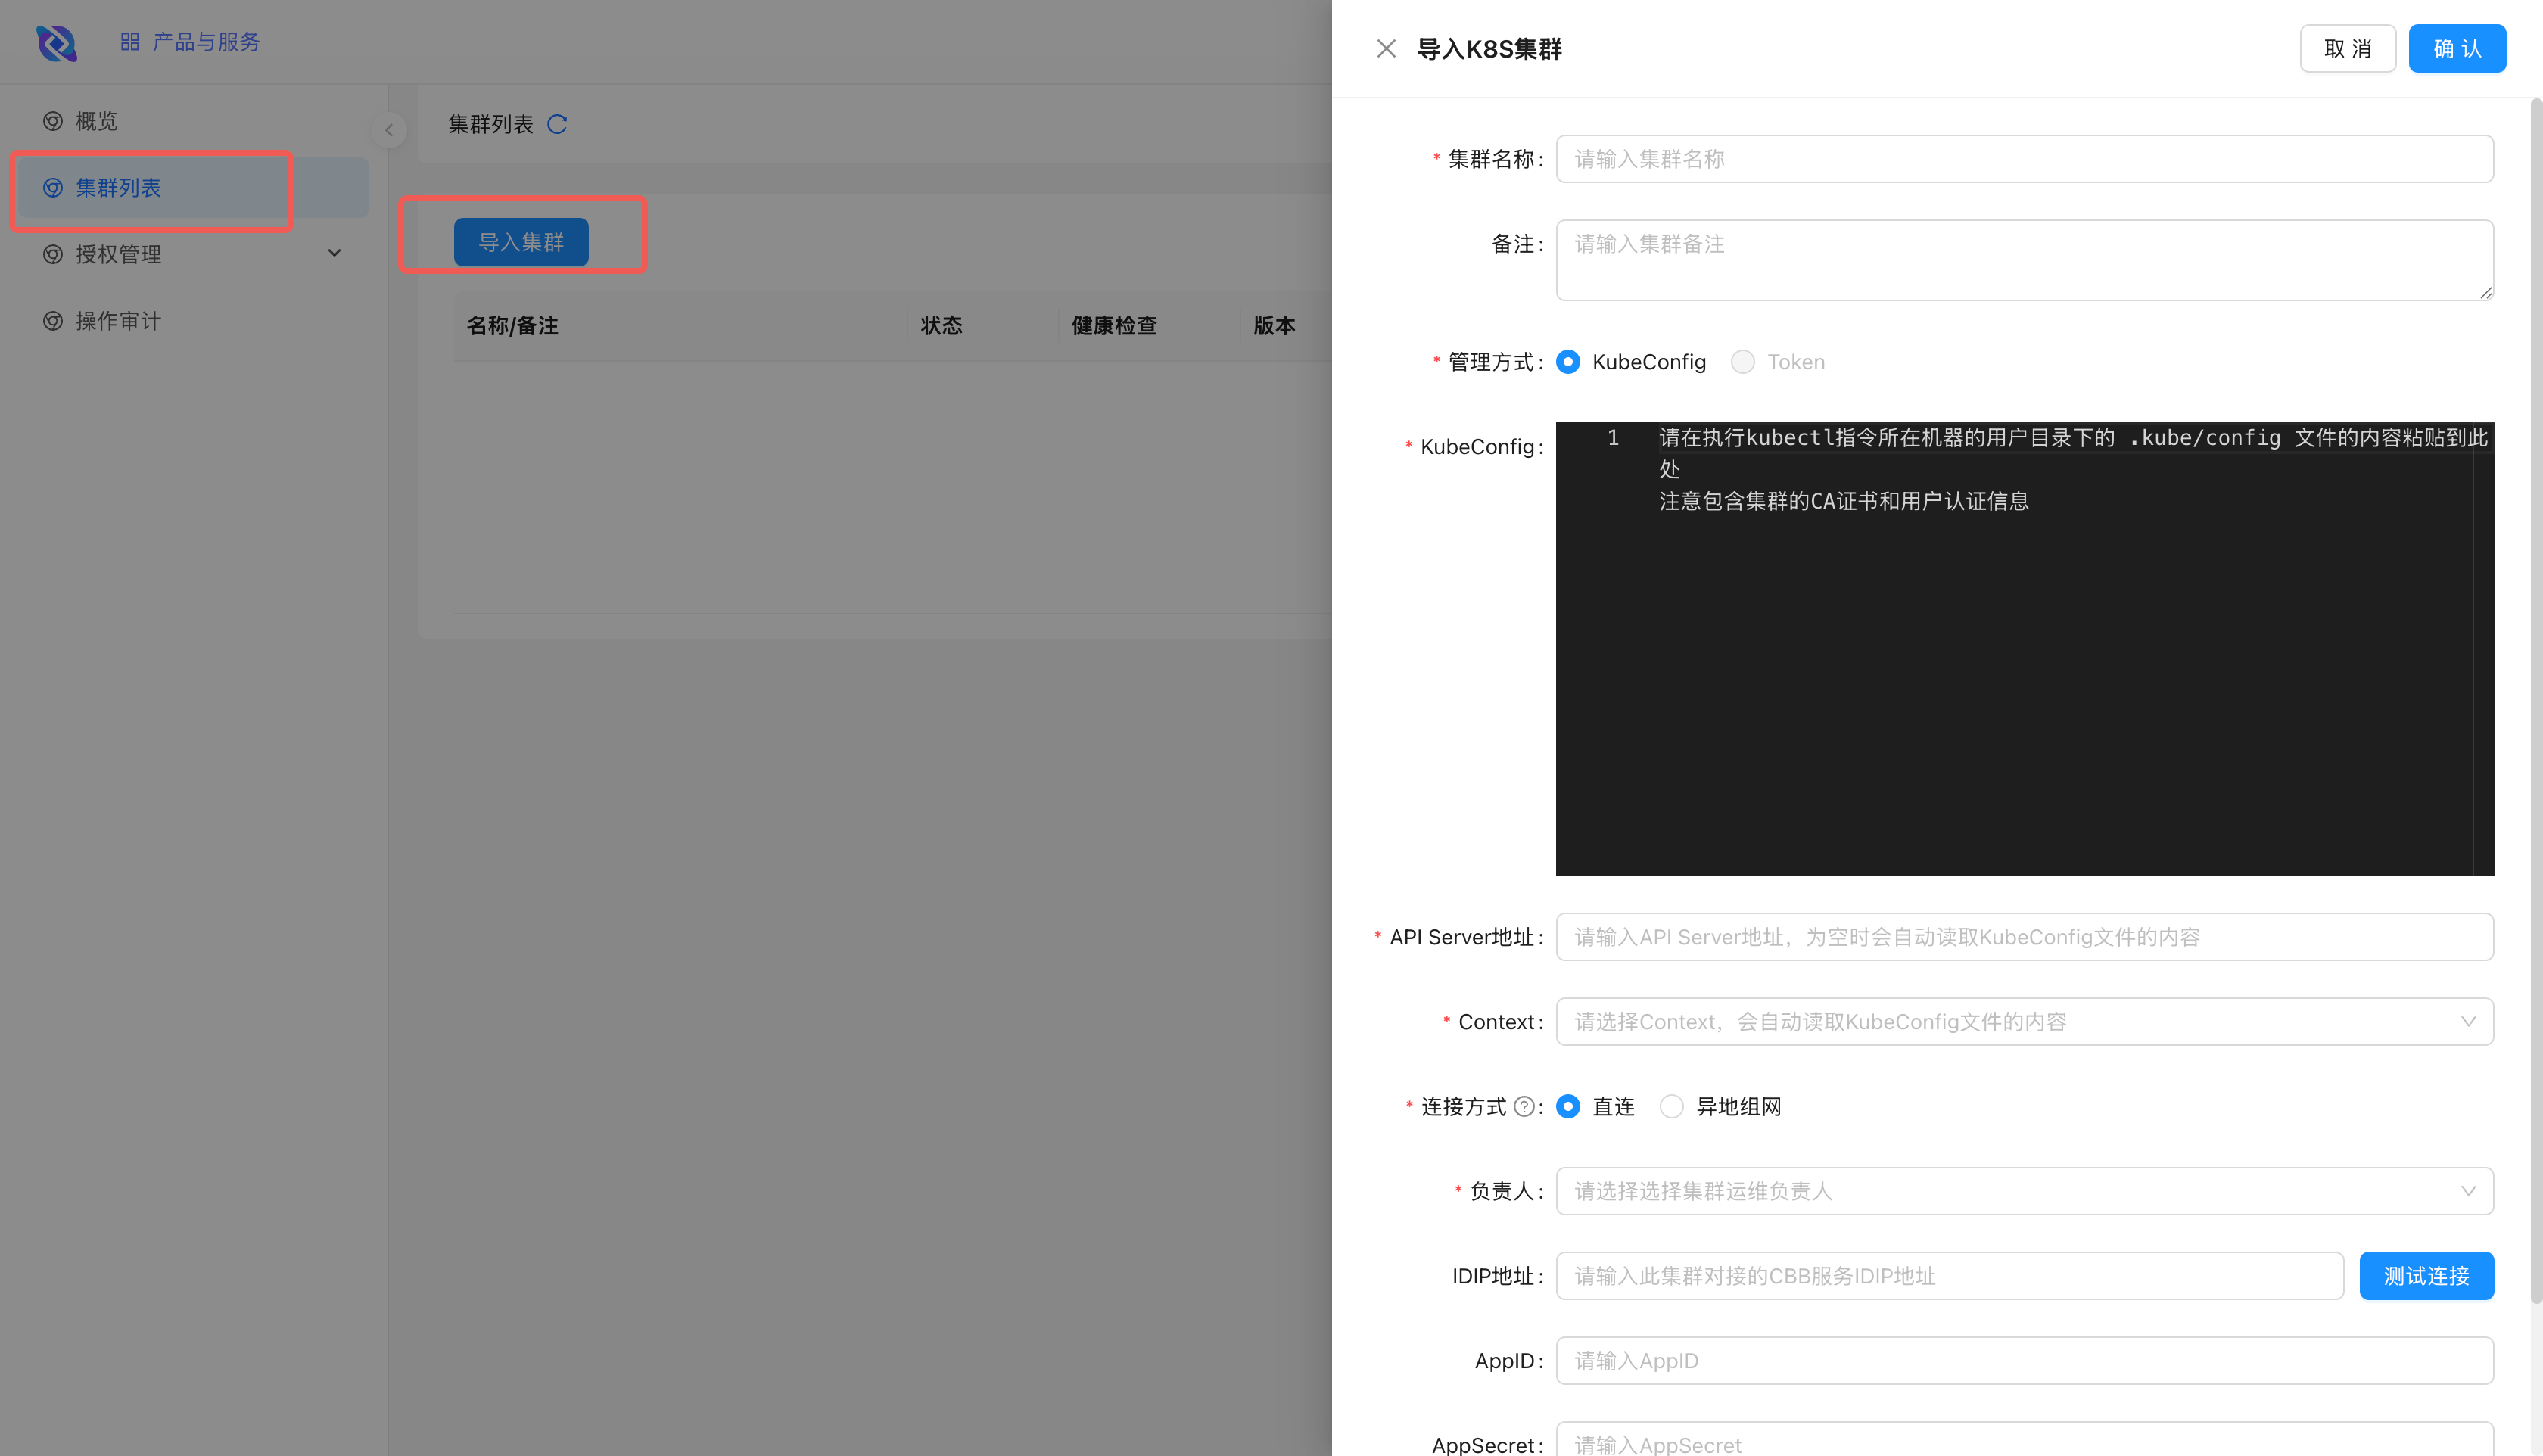 产品与服务
概览
集群列表
授权管理
操作审计
集群列表
导入集群
名称/备注 状态 健康检查 版本
导入K8S集群
取 消 确 认
* 集群名称: 请输入集群名称
备注: 请输入集群备注
* 管理方式: KubeConfig Token
* KubeConfig: 1 请在执行kubectl指令所在机器的用户目录下的 .kube/config 文件的内容粘贴到此
处
注意包含集群的CA证书和用户认证信息
* API Server地址: 请输入API Server地址，为空时会自动读取KubeConfig文件的内容
* Context: 请选择Context，会自动读取KubeConfig文件的内容
* 连接方式 ? : 直连 异地组网
* 负责人: 请选择选择集群运维负责人
IDIP地址: 请输入此集群对接的CBB服务IDIP地址 测试连接
AppID: 请输入AppID
AppSecret: 请输入AppSecret